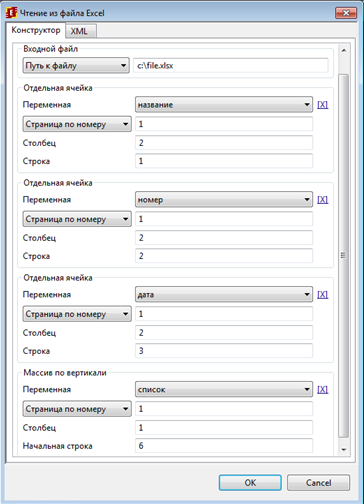 Чтение из файла Excel
Конструктор XML
Входной файл
Путь к файлу c:\file.xlsx
Отдельная ячейка
Переменная название [X]
Страница по номеру 1
Столбец 2
Строка 1
Отдельная ячейка
Переменная номер [X]
Страница по номеру 1
Столбец 2
Строка 2
Отдельная ячейка
Переменная дата [X]
Страница по номеру 1
Столбец 2
Строка 3
Массив по вертикали
Переменная список [X]
Страница по номеру 1
Столбец 1
Начальная строка 6
OK Cancel